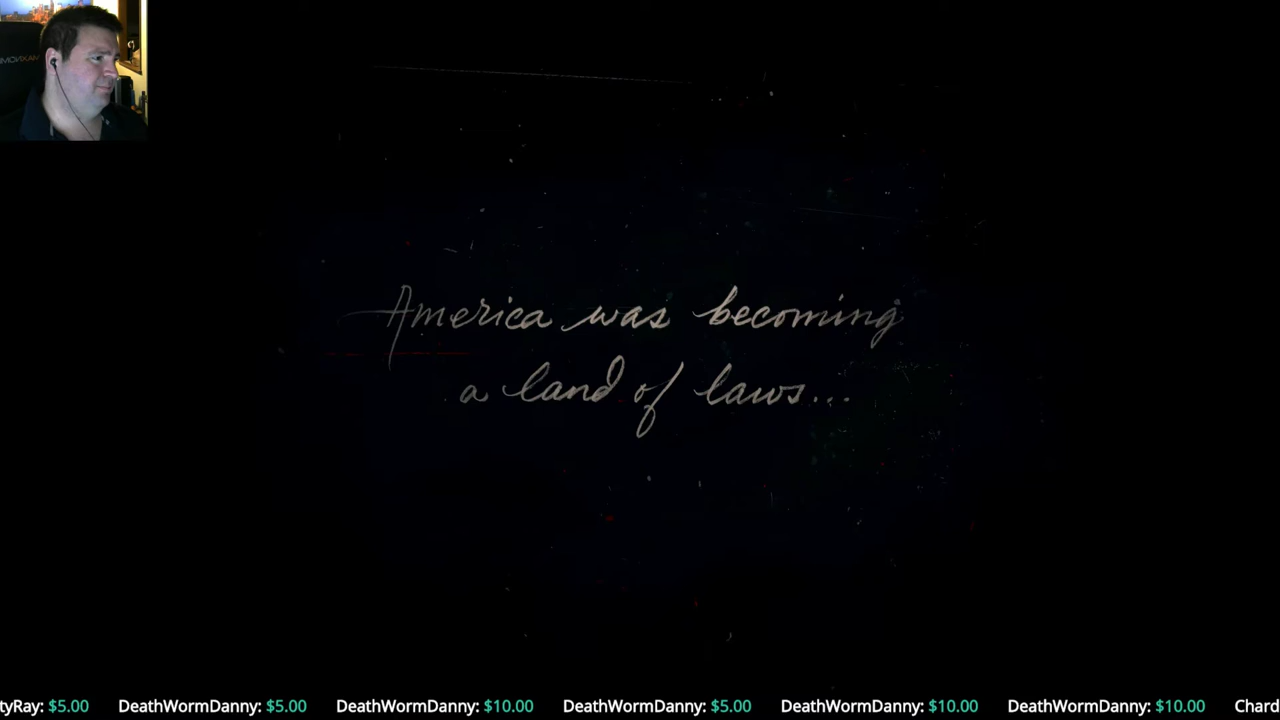 America was becoming
a land of laws...
tyRay: $5.00 DeathWormDanny: $5.00 DeathWormDanny: $10.00 DeathWormDanny: $5.00 DeathWormDanny: $10.00 DeathWormDanny: $10.00 Chard